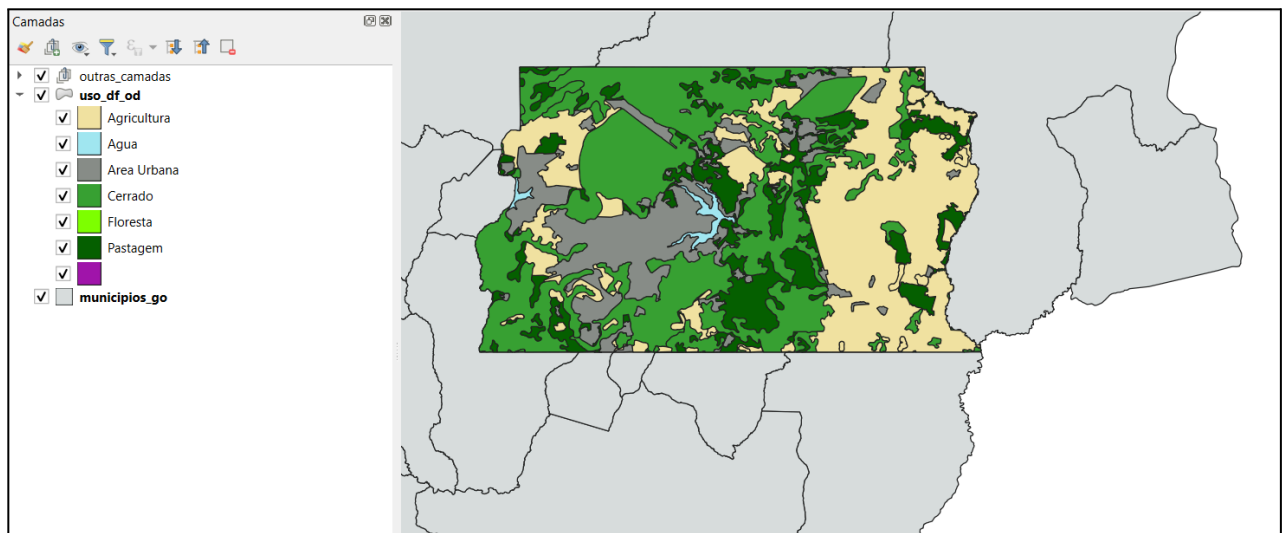 Camadas
outras_camadas
uso_df_od
Agricultura
Agua
Area Urbana
Cerrado
Floresta
Pastagem
municipios_go